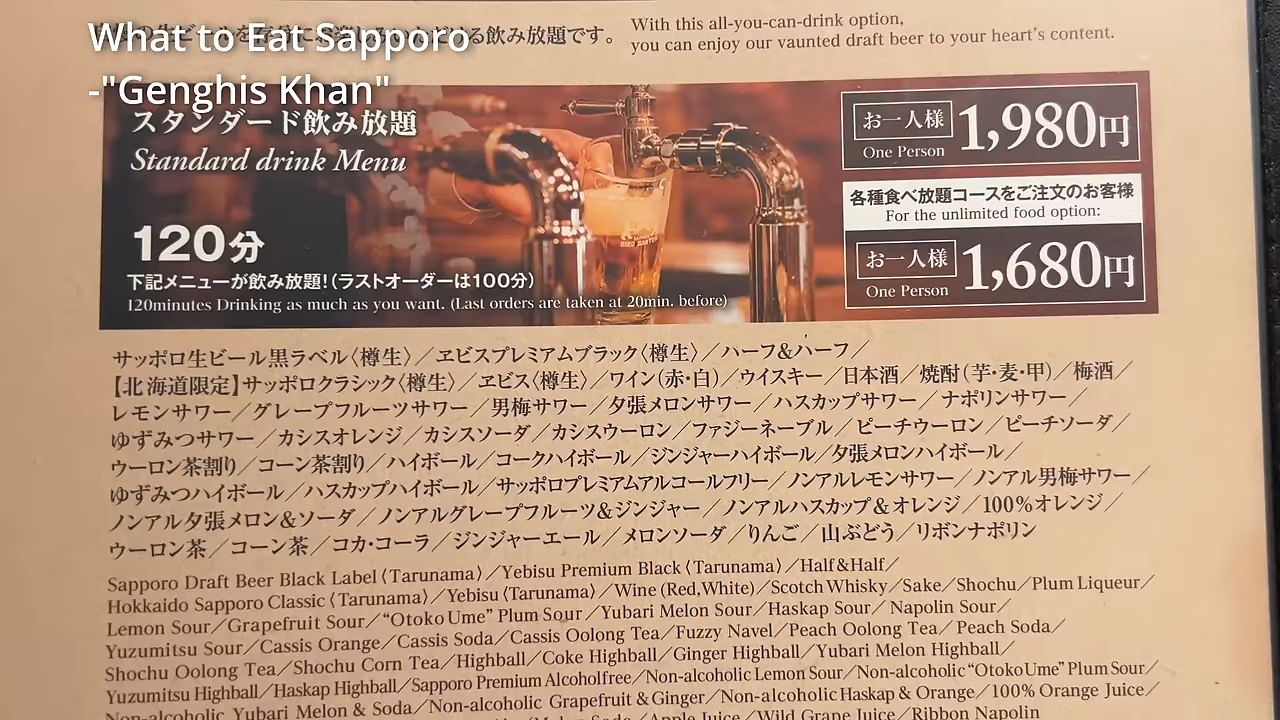 What to Eat Sapporo
-"Genghis Khan"
る飲み放題です。
With this all-you-can-drink option,
you can enjoy our vaunted draft beer to your heart's content.
スタンダード飲み放題
Standard drink Menu
120分
下記メニューが飲み放題!(ラストオーダーは100分)
120minutes Drinking as much as you want. (Last orders are taken at 20min. before)
お一人様
One Person
1,980円
各種食べ放題コースをご注文のお客様
For the unlimited food option:
お一人様
One Person
1,680円
サッポロ生ビール黒ラベル〈樽生〉/ヱビスプレミアムブラック〈樽生〉/ハーフ&ハーフ/
【北海道限定】サッポロクラシック〈樽生〉/ヱビス〈樽生〉/ワイン(赤・白)/ウイスキー/日本酒/焼酎(芋・麦・甲)/梅酒/
レモンサワー/グレープフルーツサワー/男梅サワー/夕張メロンサワー/ハスカップサワー/ナポリンサワー/
ゆずみつサワー/カシスオレンジ/カシスソーダ/カシスウーロン/ファジーネーブル/ピーチウーロン/ピーチソーダ/
ウーロン茶割り/コーン茶割り/ハイボール/コークハイボール/ジンジャーハイボール/夕張メロンハイボール/
ゆずみつハイボール/ハスカップハイボール/サッポロプレミアムアルコールフリー/ノンアルレモンサワー/ノンアル男梅サワー/
ノンアル夕張メロン&ソーダ/ノンアルグレープフルーツ&ジンジャー/ノンアルハスカップ&オレンジ/100%オレンジ/
ウーロン茶/コーン茶/コカ・コーラ/ジンジャーエール/メロンソーダ/りんご/山ぶどう/リボンナポリン
Sapporo Draft Beer Black Label〈Tarunama〉/Yebisu Premium Black〈Tarunama〉/Half&Half/
Hokkaido Sapporo Classic〈Tarunama〉/Yebisu〈Tarunama〉/Wine (Red,White)/Scotch Whisky/Sake/Shochu/Plum Liqueur/
Lemon Sour/Grapefruit Sour/"Otoko Ume" Plum Sour/Yubari Melon Sour/Haskap Sour/Napolin Sour/
Yuzumitsu Sour/Cassis Orange/Cassis Soda/Cassis Oolong Tea/Fuzzy Navel/Peach Oolong Tea/Peach Soda/
Shochu Oolong Tea/Shochu Corn Tea/Highball/Coke Highball/Ginger Highball/Yubari Melon Highball/
Yuzumitsu Highball/Haskap Highball/Sapporo Premium Alcoholfree/Non-alcoholic Lemon Sour/Non-alcoholic "OtokoUme" Plum Sour/
Non-alcoholic Yubari Melon & Soda/Non-alcoholic Grapefruit & Ginger/Non-alcoholic Haskap & Orange/100% Orange Juice/
/Melon Soda/Apple Juice/Wild Grape Juice/Ribbon Napolin